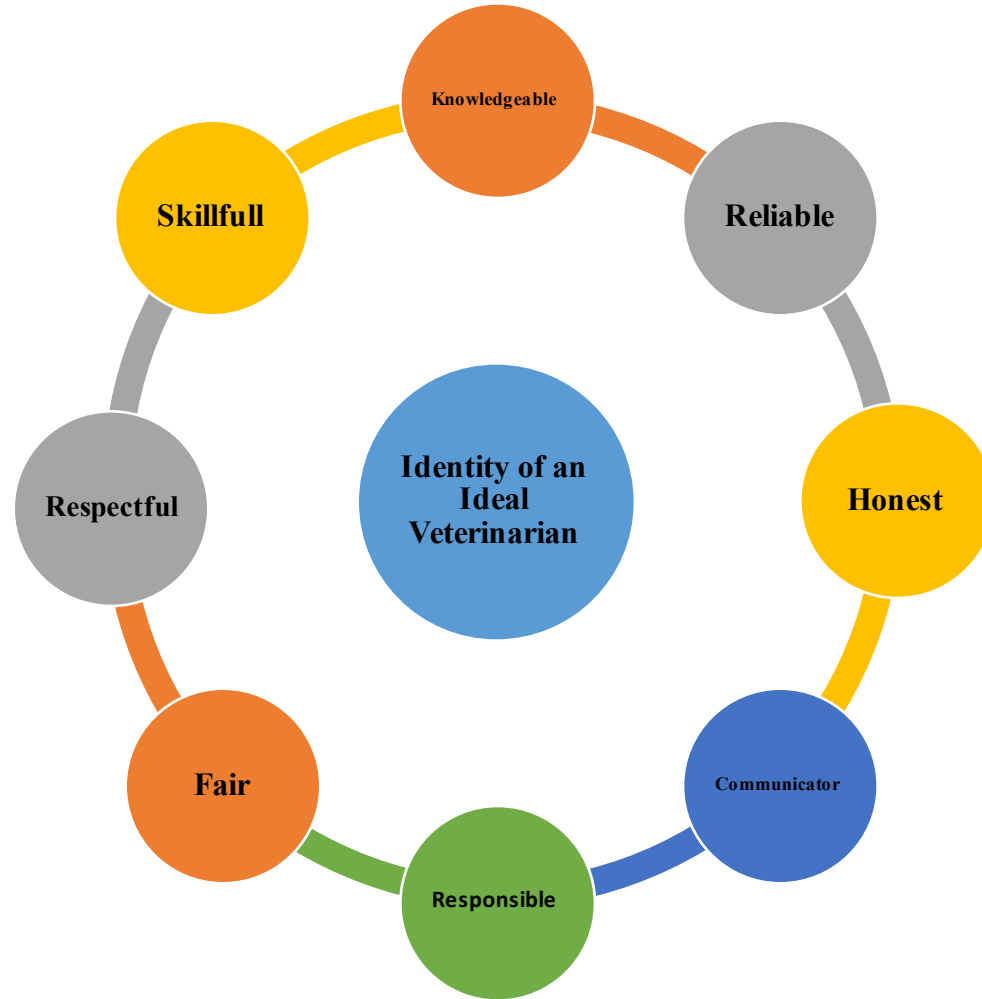 Knowledgeable
Skillfull
Reliable
Identity of an
Ideal
Veterinarian
Respectful
Honest
Fair
Communicator
Responsible